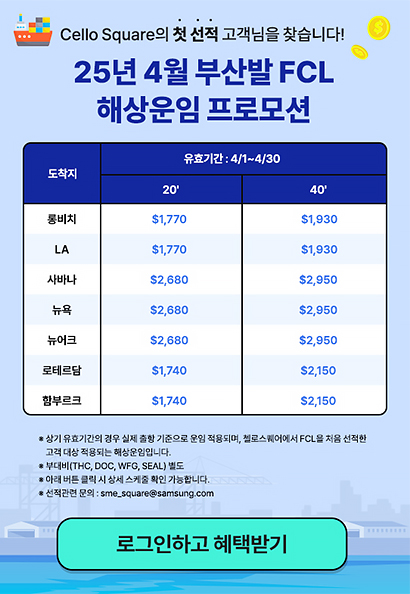 Cello Square의 첫 선적 고객님을 찾습니다!
25년 4월 부산발 FCL
해상운임 프로모션
도착지 유효기간 : 4/1~4/30
20' 40'
롱비치 $1,770 $1,930
LA $1,770 $1,930
사바나 $2,680 $2,950
뉴욕 $2,680 $2,950
뉴어크 $2,680 $2,950
로테르담 $1,740 $2,150
함부르크 $1,740 $2,150
※ 상기 유효기간의 경우 실제 출항 기준으로 운임 적용되며, 첼로스퀘어에서 FCL을 처음 선적한
고객 대상 적용되는 해상운임입니다.
※ 부대비(THC, DOC, WFG, SEAL) 별도
※ 아래 버튼 클릭 시 상세 스케줄 확인 가능합니다.
※ 선적관련 문의 : sme_square@samsung.com
로그인하고 혜택받기